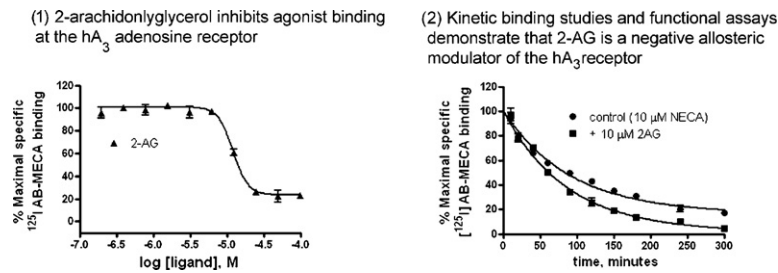 (1) 2-arachidonlyglycerol inhibits agonist binding
at the hA3 adenosine receptor
% Maximal specific
125I AB-MECA binding
120
100
80
60
40
20
0
2-AG
-7.0 -6.5 -6.0 -5.5 -5.0 -4.5 -4.0
log [ligand], M
(2) Kinetic binding studies and functional assays
demonstrate that 2-AG is a negative allosteric
modulator of the hA3receptor
% Maximal specific
[125I] AB-MECA binding
120
100
80
60
40
20
0
control (10 µM NECA)
+ 10 µM 2AG
0 50 100 150 200 250 300
time, minutes